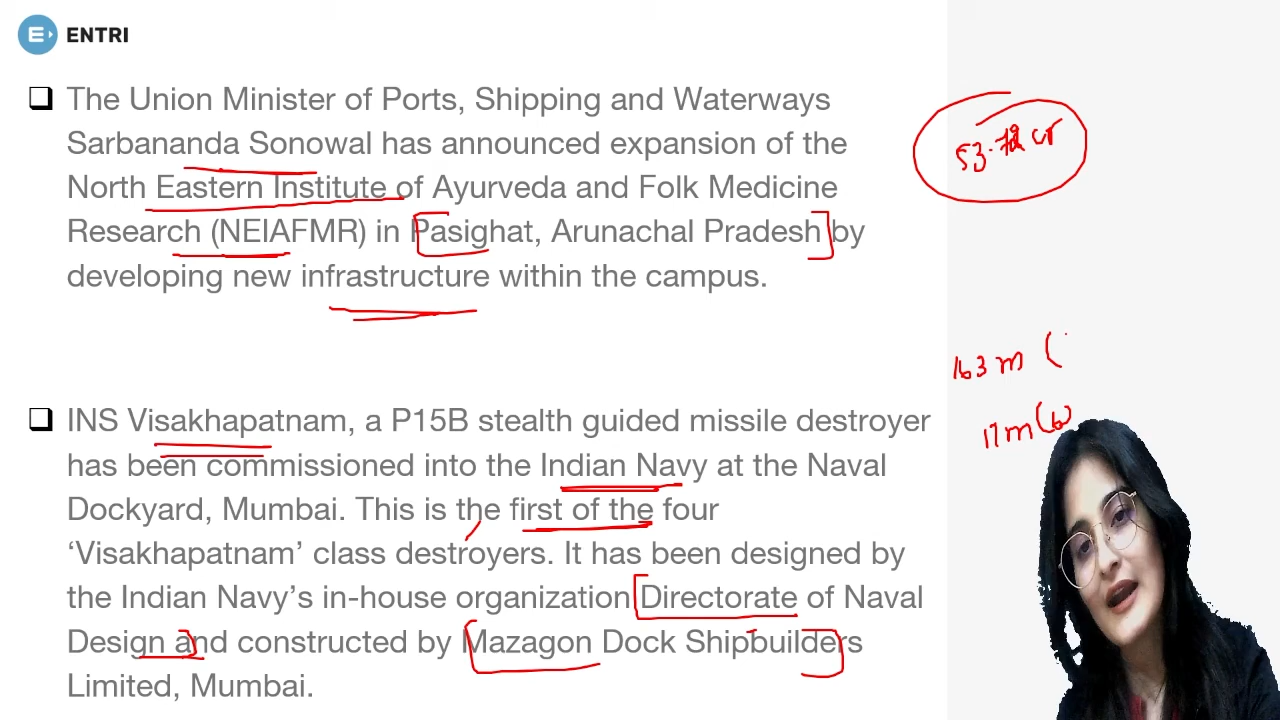 ENTRI
The Union Minister of Ports, Shipping and Waterways
Sarbananda Sonowal has announced expansion of the
North Eastern Institute of Ayurveda and Folk Medicine
Research (NEIAFMR) in Pasighat, Arunachal Pradesh by
developing new infrastructure within the campus.
163 m (
17m (w)
INS Visakhapatnam, a P15B stealth guided missile destroyer
has been commissioned into the Indian Navy at the Naval
Dockyard, Mumbai. This is the first of the four
‘Visakhapatnam’ class destroyers. It has been designed by
the Indian Navy’s in-house organization Directorate of Naval
Design and constructed by Mazagon Dock Shipbuilders
Limited, Mumbai.